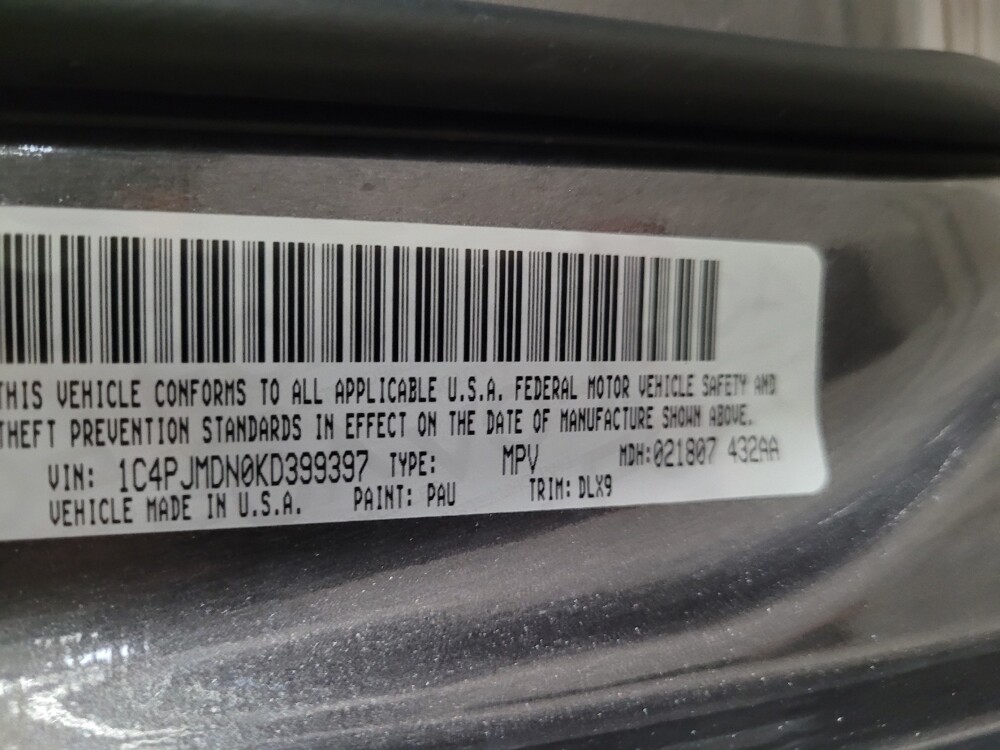 THIS VEHICLE CONFORMS TO ALL APPLICABLE U.S.A. FEDERAL MOTOR VEHICLE SAFETY AND
THEFT PREVENTION STANDARDS IN EFFECT ON THE DATE OF MANUFACTURE SHOWN ABOVE.
VIN: 1C4PJMDN0KD399397 TYPE: MPV MDH:021807 432AA
VEHICLE MADE IN U.S.A. PAINT: PAU TRIM: DLX9